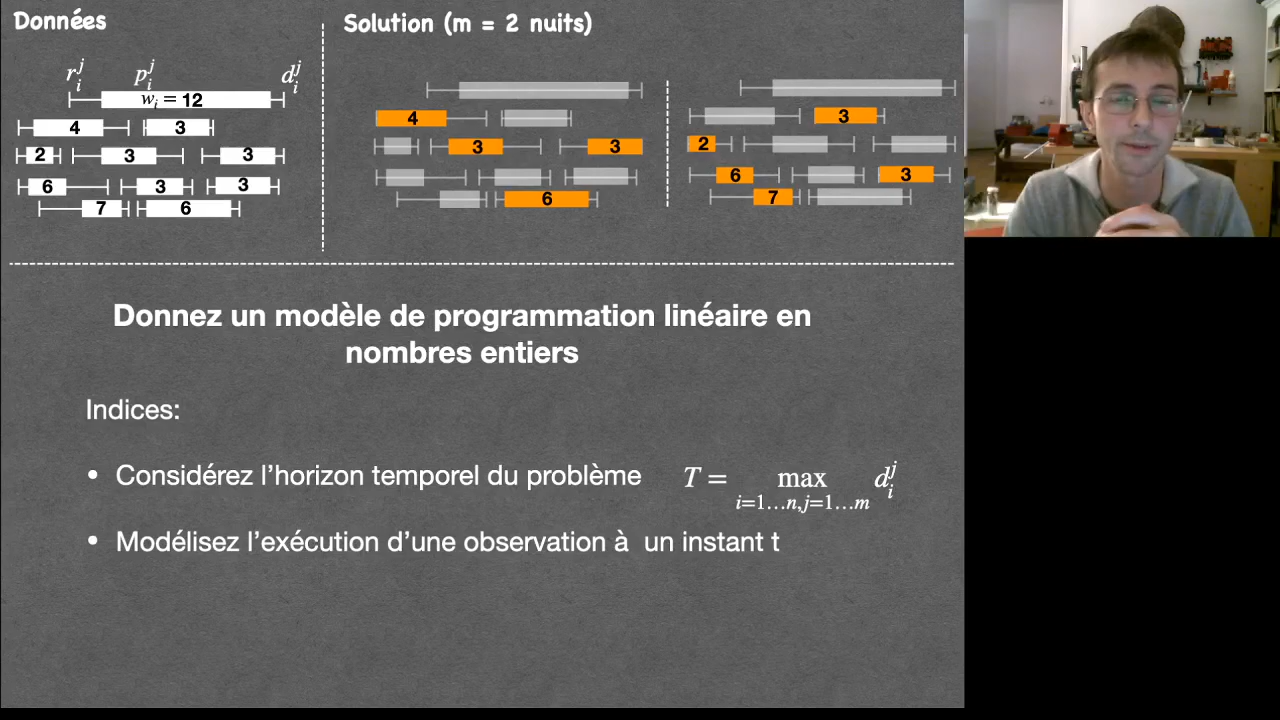 Données
Solution (m = 2 nuits)
r_i^j p_i^j d_i^j
w_i = 12
4 3
2 3 3
6 3 3
7 6
4
3 3
6
3
2
6 3
7
Donnez un modèle de programmation linéaire en
nombres entiers
Indices:
• Considérez l'horizon temporel du problème T = max d_i^j
i=1…n,j=1…m
• Modélisez l'exécution d'une observation à un instant t